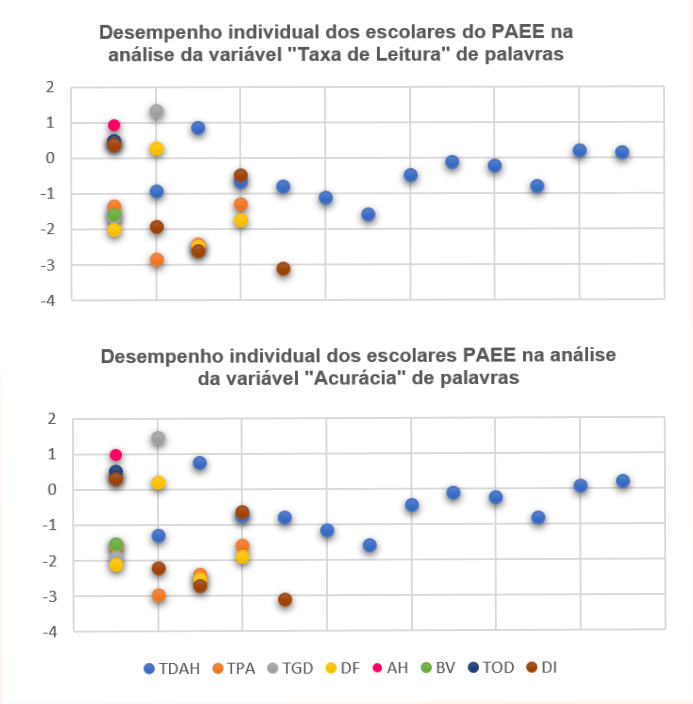 Desempenho individual dos escolares do PAEE na
análise da variável "Taxa de Leitura" de palavras
2
1
0
-1
-2
-3
-4
Desempenho individual dos escolares PAEE na análise
da variável "Acurácia" de palavras
2
1
0
-1
-2
-3
-4
TDAH TPA TGD DF AH BV TOD DI